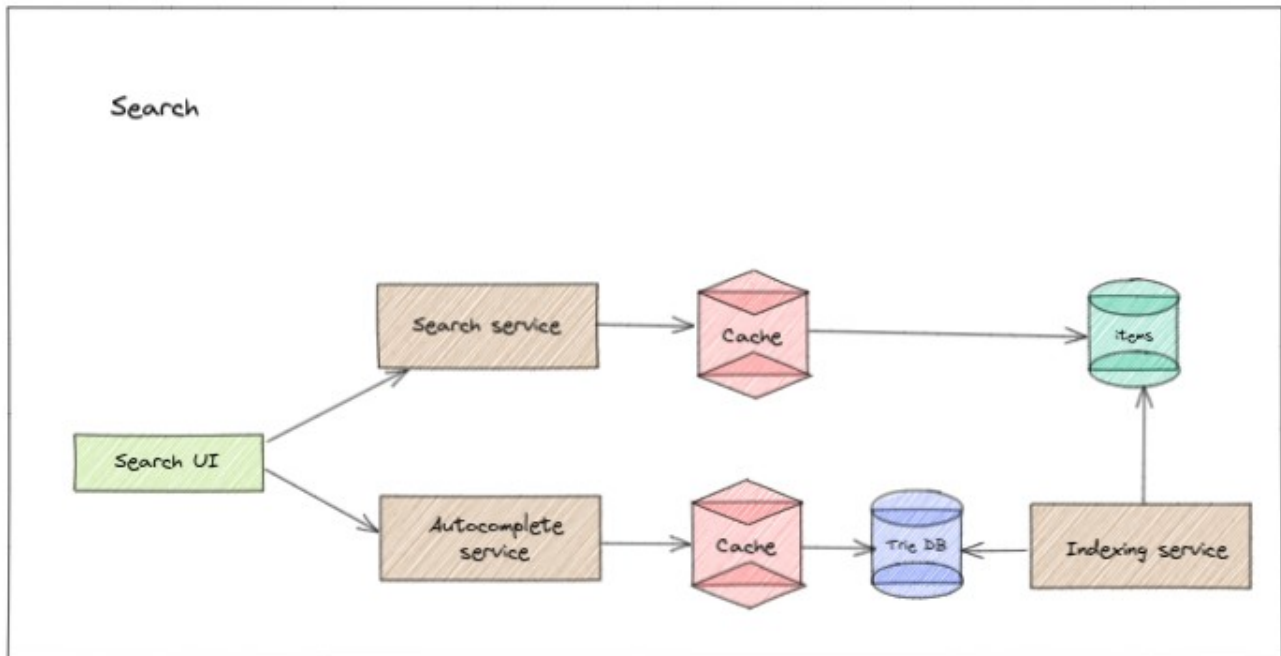 Search
Search service
Cache
items
Search UI
Autocomplete
service
Cache
Trie DB
Indexing service